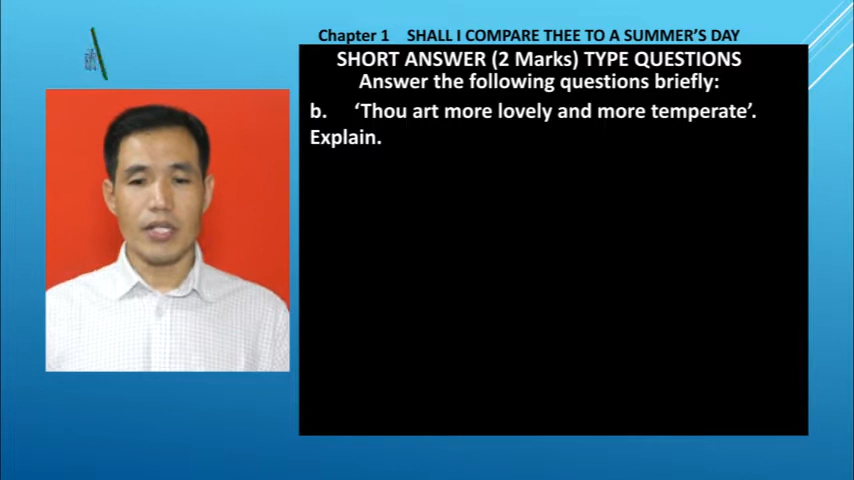 Chapter 1 SHALL I COMPARE THEE TO A SUMMER’S DAY
SHORT ANSWER (2 Marks) TYPE QUESTIONS
Answer the following questions briefly:
b. ‘Thou art more lovely and more temperate’.
Explain.